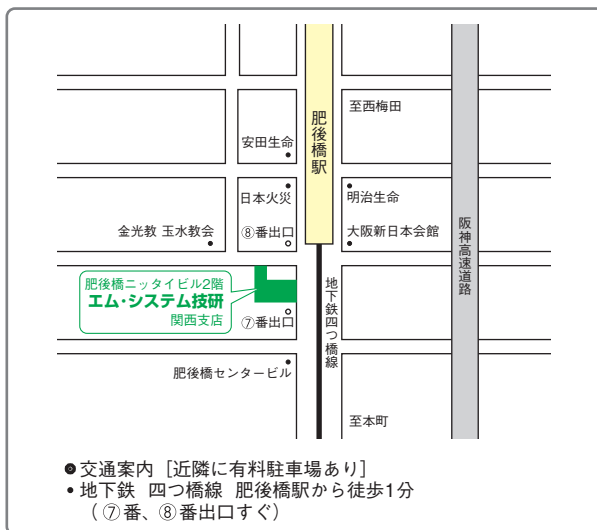 至西梅田
肥後橋駅
安田生命
日本火災
明治生命
金光教 玉水教会
⑧番出口
大阪新日本会館
阪神高速道路
肥後橋ニッタイビル2階
エム・システム技研
関西支店
地下鉄四つ橋線
⑦番出口
肥後橋センタービル
至本町
●交通案内 [近隣に有料駐車場あり]
• 地下鉄 四つ橋線 肥後橋駅から徒歩1分
(⑦番、⑧番出口すぐ)